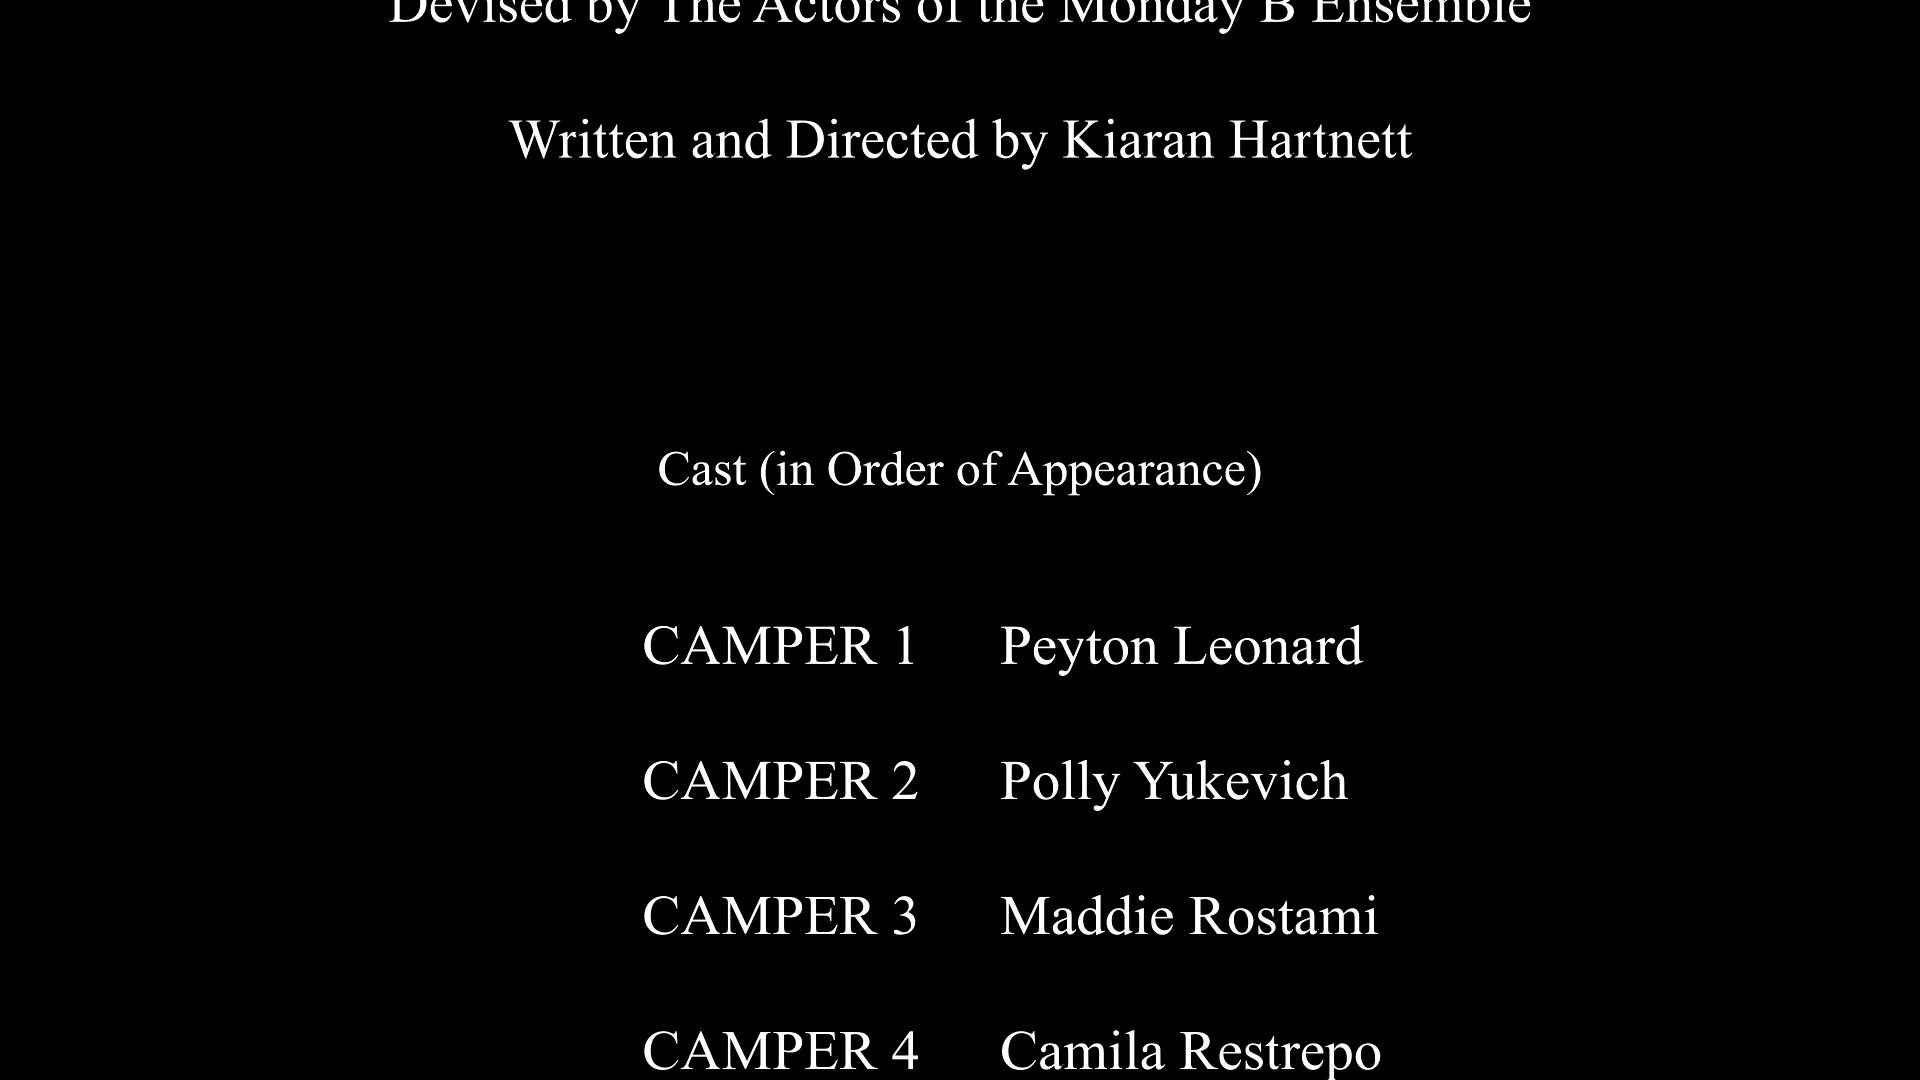 Devised by The Actors of the Monday B Ensemble
Written and Directed by Kiaran Hartnett
Cast (in Order of Appearance)
CAMPER 1 Peyton Leonard
CAMPER 2 Polly Yukevich
CAMPER 3 Maddie Rostami
CAMPER 4 Camila Restrepo